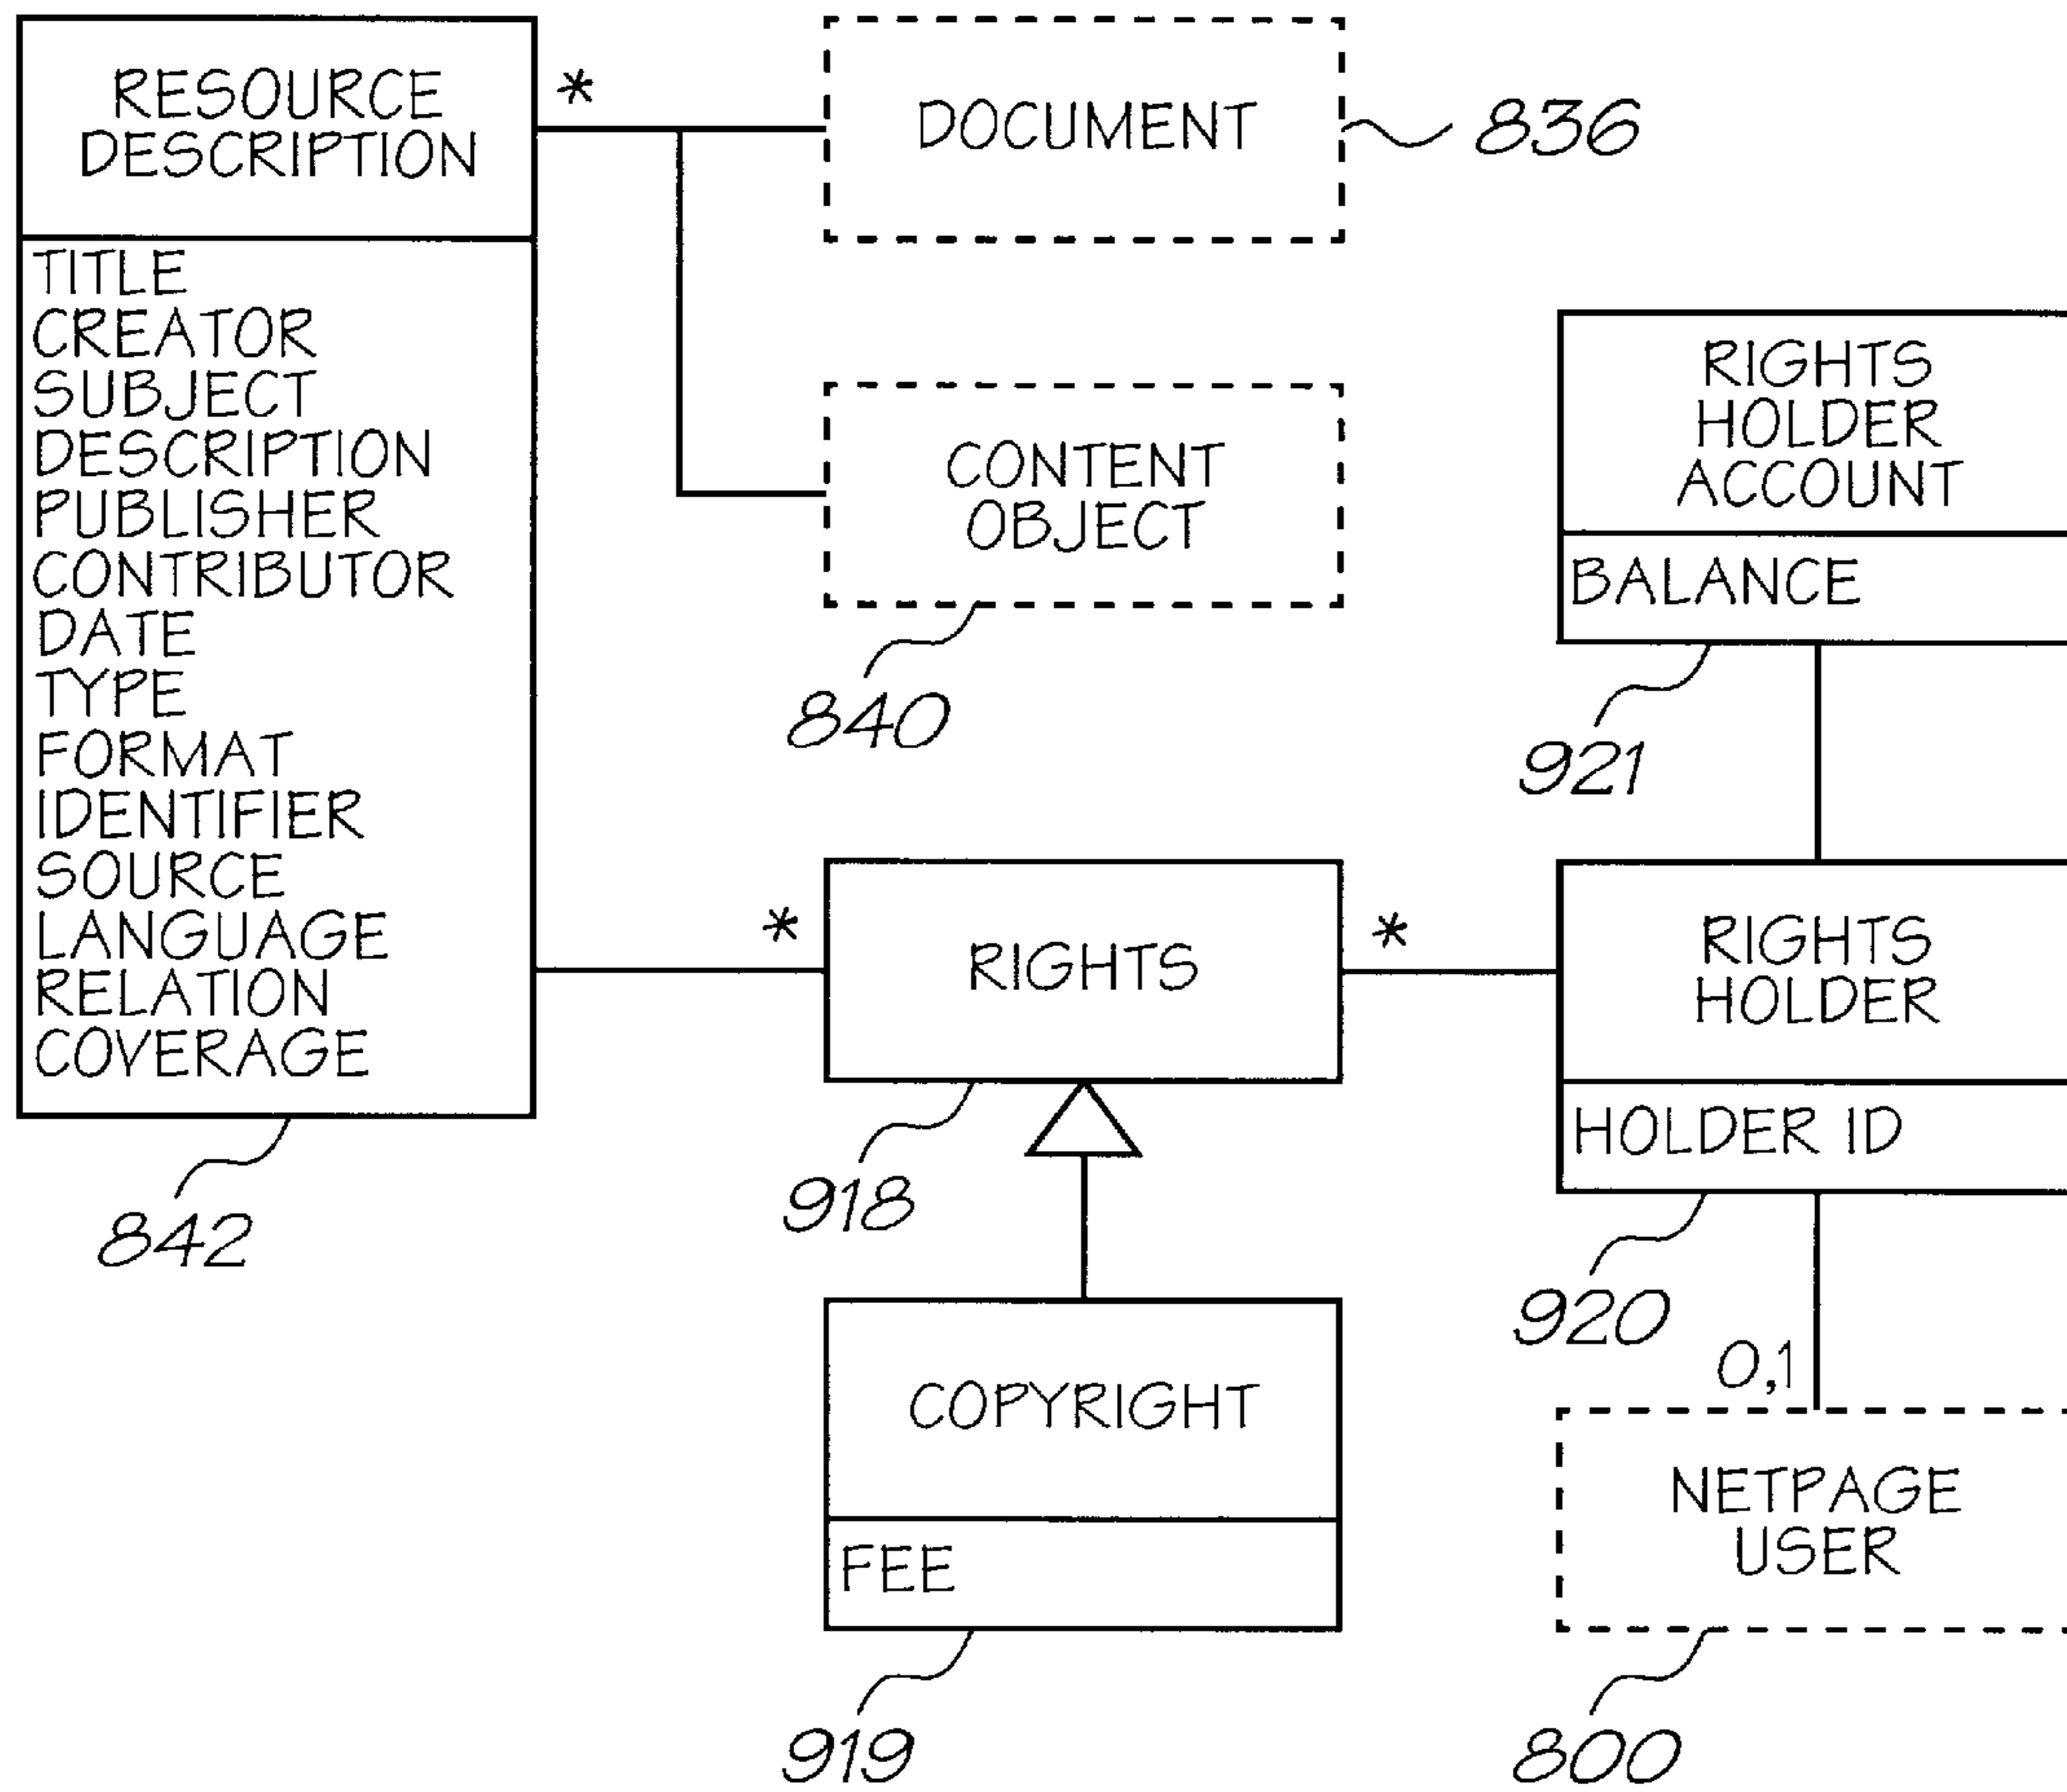 RESOURCE
DESCRIPTION
TITLE
CREATOR
SUBJECT
DESCRIPTION
PUBLISHER
CONTRIBUTOR
DATE
TYPE
FORMAT
IDENTIFIER
SOURCE
LANGUAGE
RELATION
COVERAGE
842
*
DOCUMENT
836
CONTENT
OBJECT
840
RIGHTS
HOLDER
ACCOUNT
BALANCE
921
*
RIGHTS
*
918
RIGHTS
HOLDER
HOLDER ID
920
COPYRIGHT
FEE
919
0,1
NETPAGE
USER
800